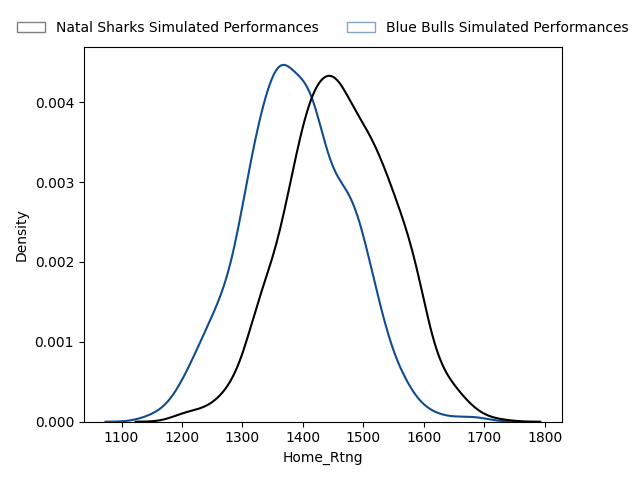 Natal Sharks Simulated Performances
Blue Bulls Simulated Performances
0.004
0.003
0.002
0.001
0.000
Density
1100 1200 1300 1400 1500 1600 1700 1800
Home_Rtng